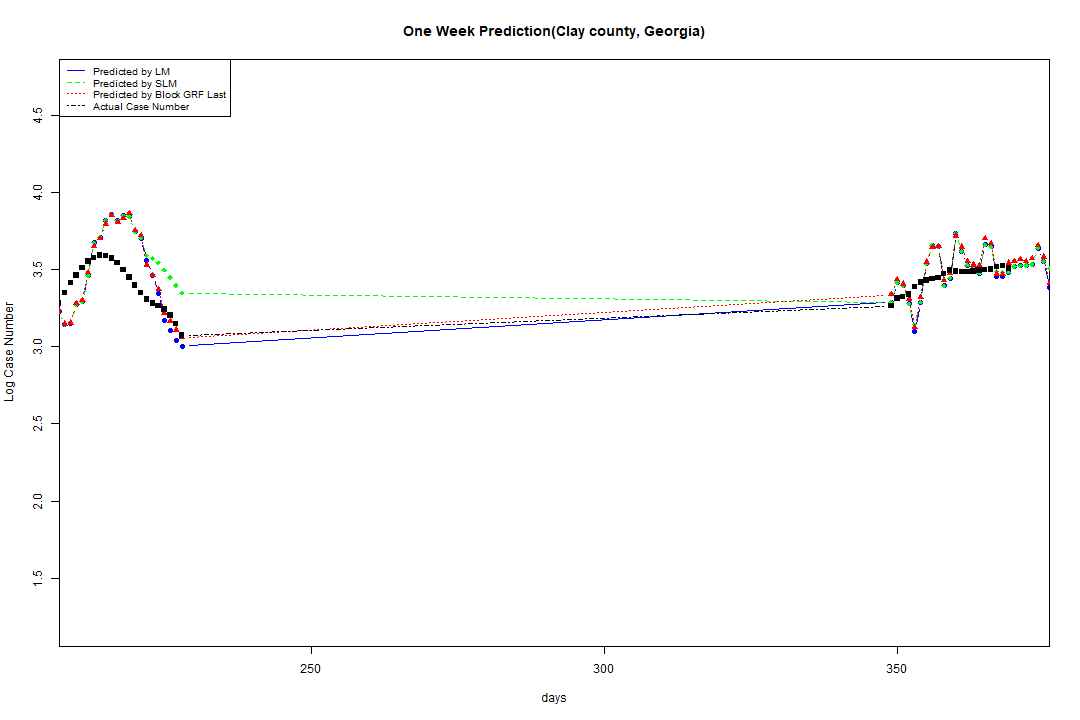 One Week Prediction(Clay county, Georgia)
Predicted by LM
Predicted by SLM
Predicted by Block GRF Last
Actual Case Number
4.5
4.0
3.5
3.0
2.5
2.0
1.5
Log Case Number
250
300
350
days